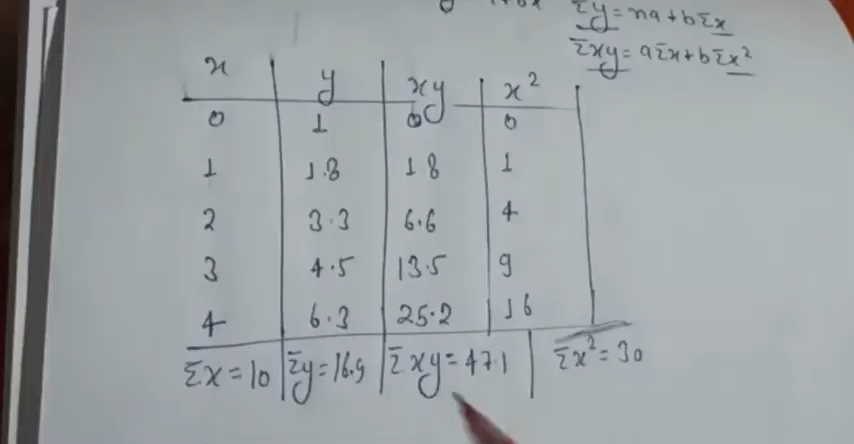 Σy = na + bΣx
Σxy = aΣx + bΣx²
x y xy x²
0 1 0 0
1 1.8 1 8 1
2 3.3 6.6 4
3 4.5 13.5 9
4 6.3 25.2 16
Σx = 10 Σy = 16.9 Σxy = 47.1 Σx² = 30